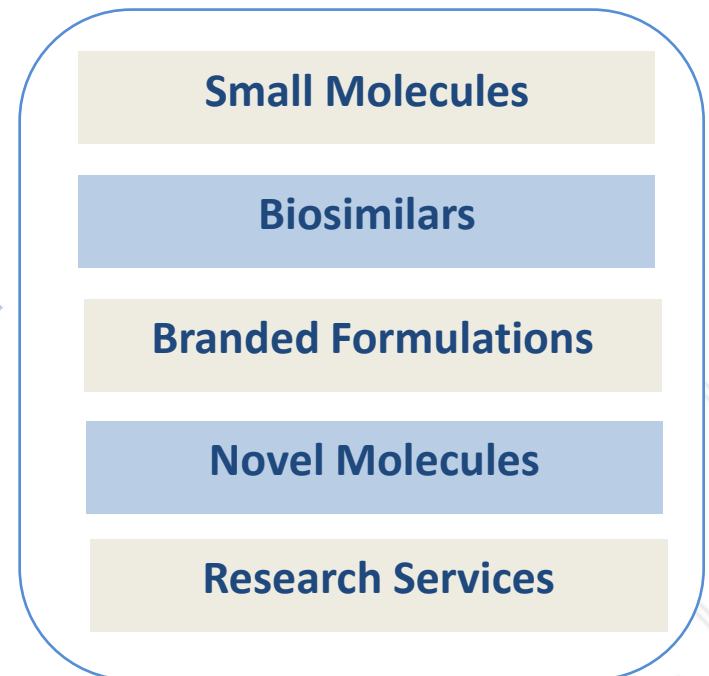 Small Molecules
Biosimilars
Branded Formulations
Novel Molecules
Research Services